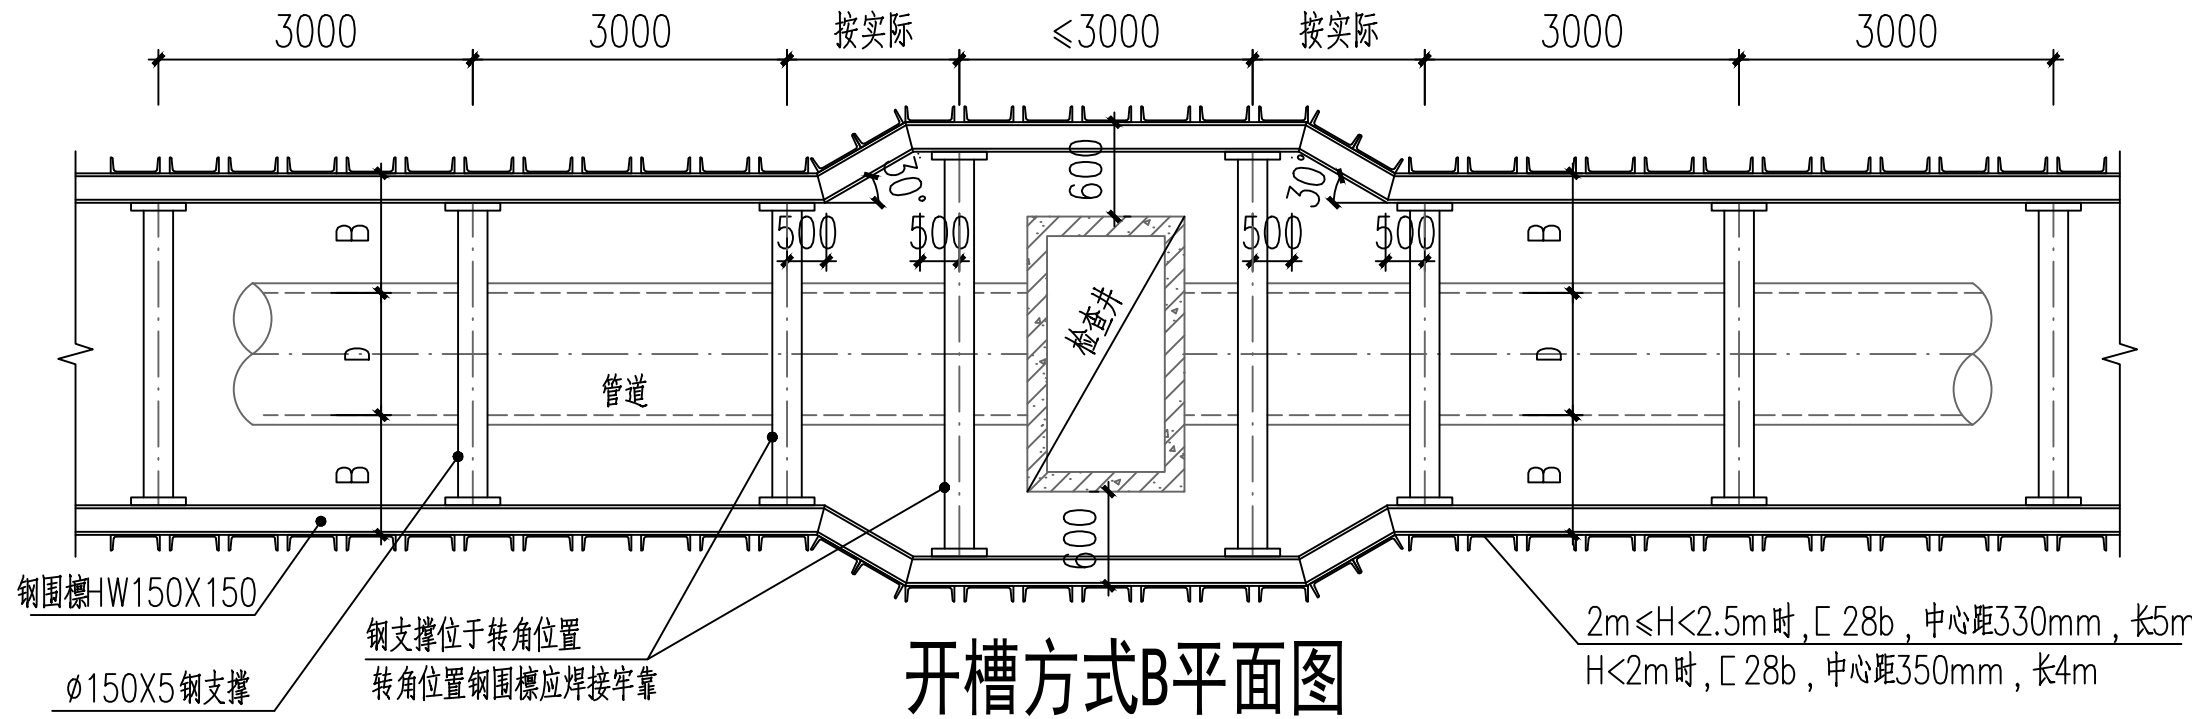 3000
3000
按实际
≤3000
按实际
3000
3000
600
30°
30°
500
500
500
500
B
B
检查井
D
D
管道
B
B
600
钢围檩HW150X150
ø150X5钢支撑
钢支撑位于转角位置
转角位置钢围檩应焊接牢靠
2m≤H<2.5m时,[ 28b , 中心距330mm , 长5m
H<2m时,[ 28b , 中心距350mm , 长4m
开槽方式B平面图